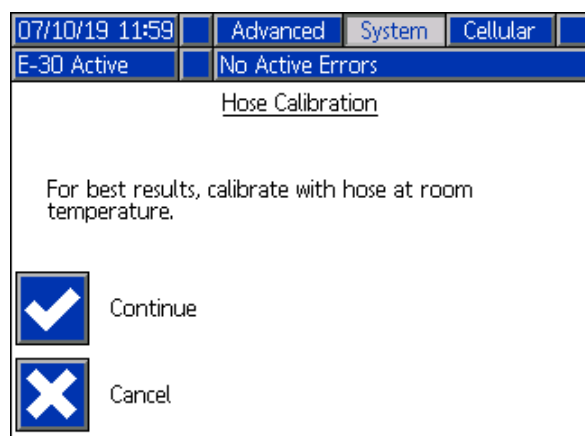 07/10/19 11:59 Advanced System Cellular
E-30 Active No Active Errors
Hose Calibration
For best results, calibrate with hose at room
temperature.
Continue
Cancel